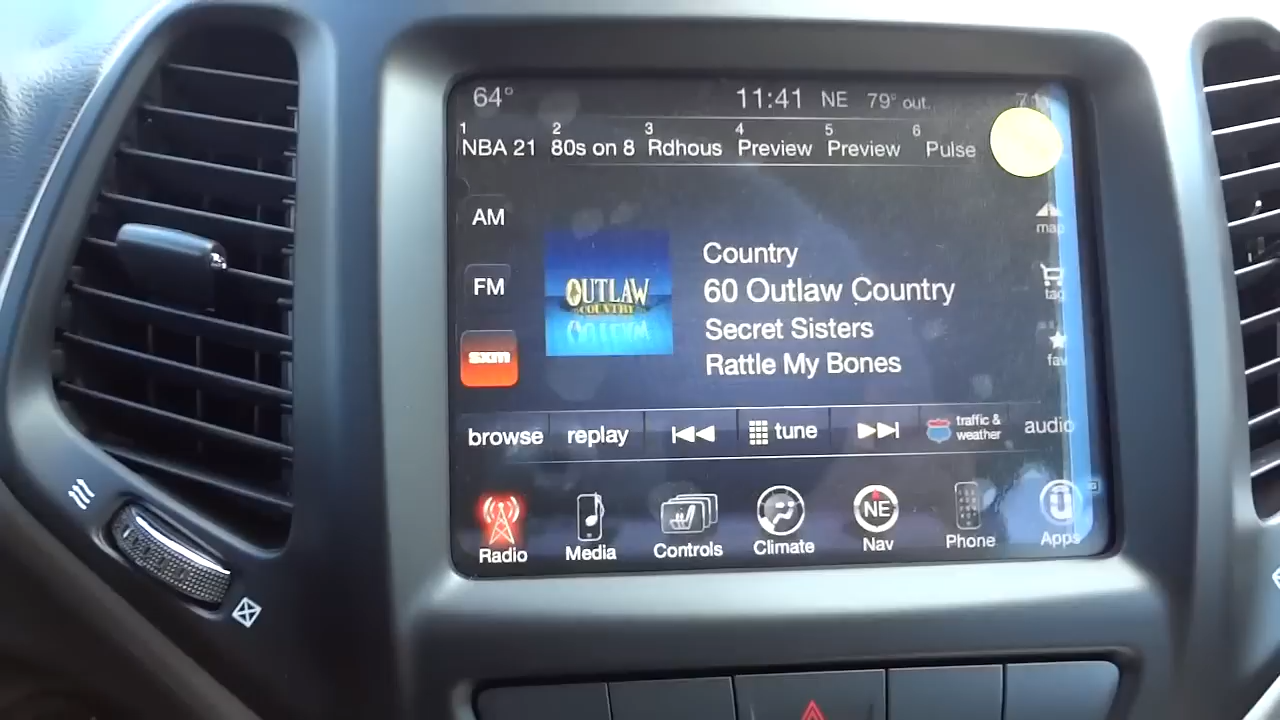 64° 11:41 NE 79° out. 71
1 2 3 4 5 6
NBA 21 80s on 8 Rdhous Preview Preview Pulse
AM
map
Country
OUTLAW
COUNTRY
60 Outlaw Country
FM
tag
Secret Sisters
sxm
fav
Rattle My Bones
browse replay tune traffic & weather audio
NE
Radio Media Controls Climate Nav Phone Apps